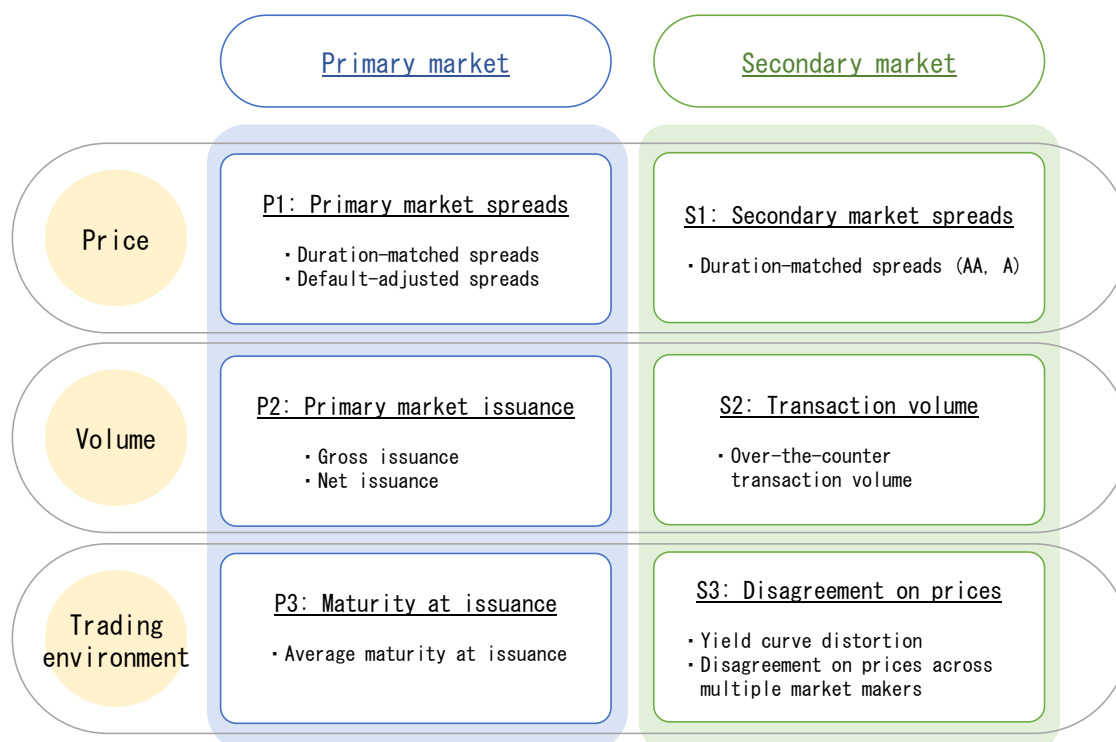 Primary market
Secondary market
Price
P1: Primary market spreads
・Duration-matched spreads
・Default-adjusted spreads
S1: Secondary market spreads
・Duration-matched spreads (AA, A)
Volume
P2: Primary market issuance
・Gross issuance
・Net issuance
S2: Transaction volume
・Over-the-counter
transaction volume
Trading
environment
P3: Maturity at issuance
・Average maturity at issuance
S3: Disagreement on prices
・Yield curve distortion
・Disagreement on prices across
multiple market makers